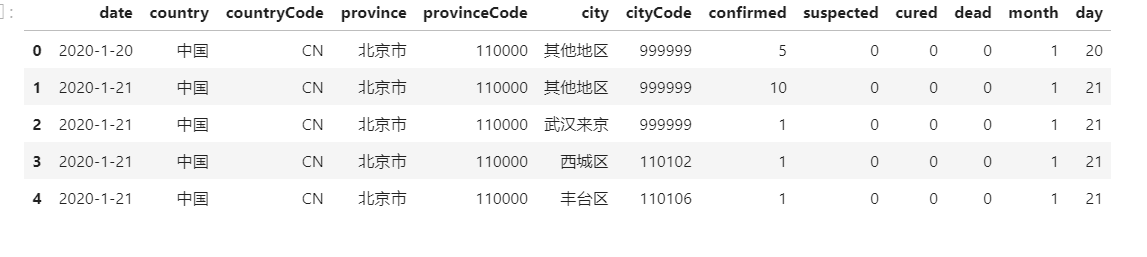 ]: date country countryCode province provinceCode city cityCode confirmed suspected cured dead month day
0 2020-1-20 中国 CN 北京市 110000 其他地区 999999 5 0 0 0 1 20
1 2020-1-21 中国 CN 北京市 110000 其他地区 999999 10 0 0 0 1 21
2 2020-1-21 中国 CN 北京市 110000 武汉来京 999999 1 0 0 0 1 21
3 2020-1-21 中国 CN 北京市 110000 西城区 110102 1 0 0 0 1 21
4 2020-1-21 中国 CN 北京市 110000 丰台区 110106 1 0 0 0 1 21